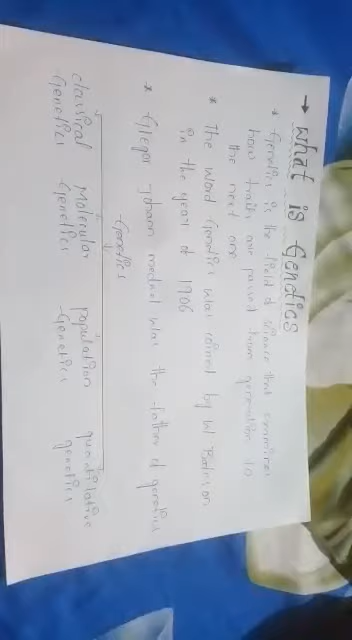 → what is Genetics
* Genetics is the field of science that examines
how traits are passed from generation to
the next one
* The word Genetics was coined by W Bateson
in the year of 1906
* Gregor Johann mendel was the father of genetics
Genetics
classical
Genetics
Molecular
Genetics
population
Genetics
quantitative
genetics